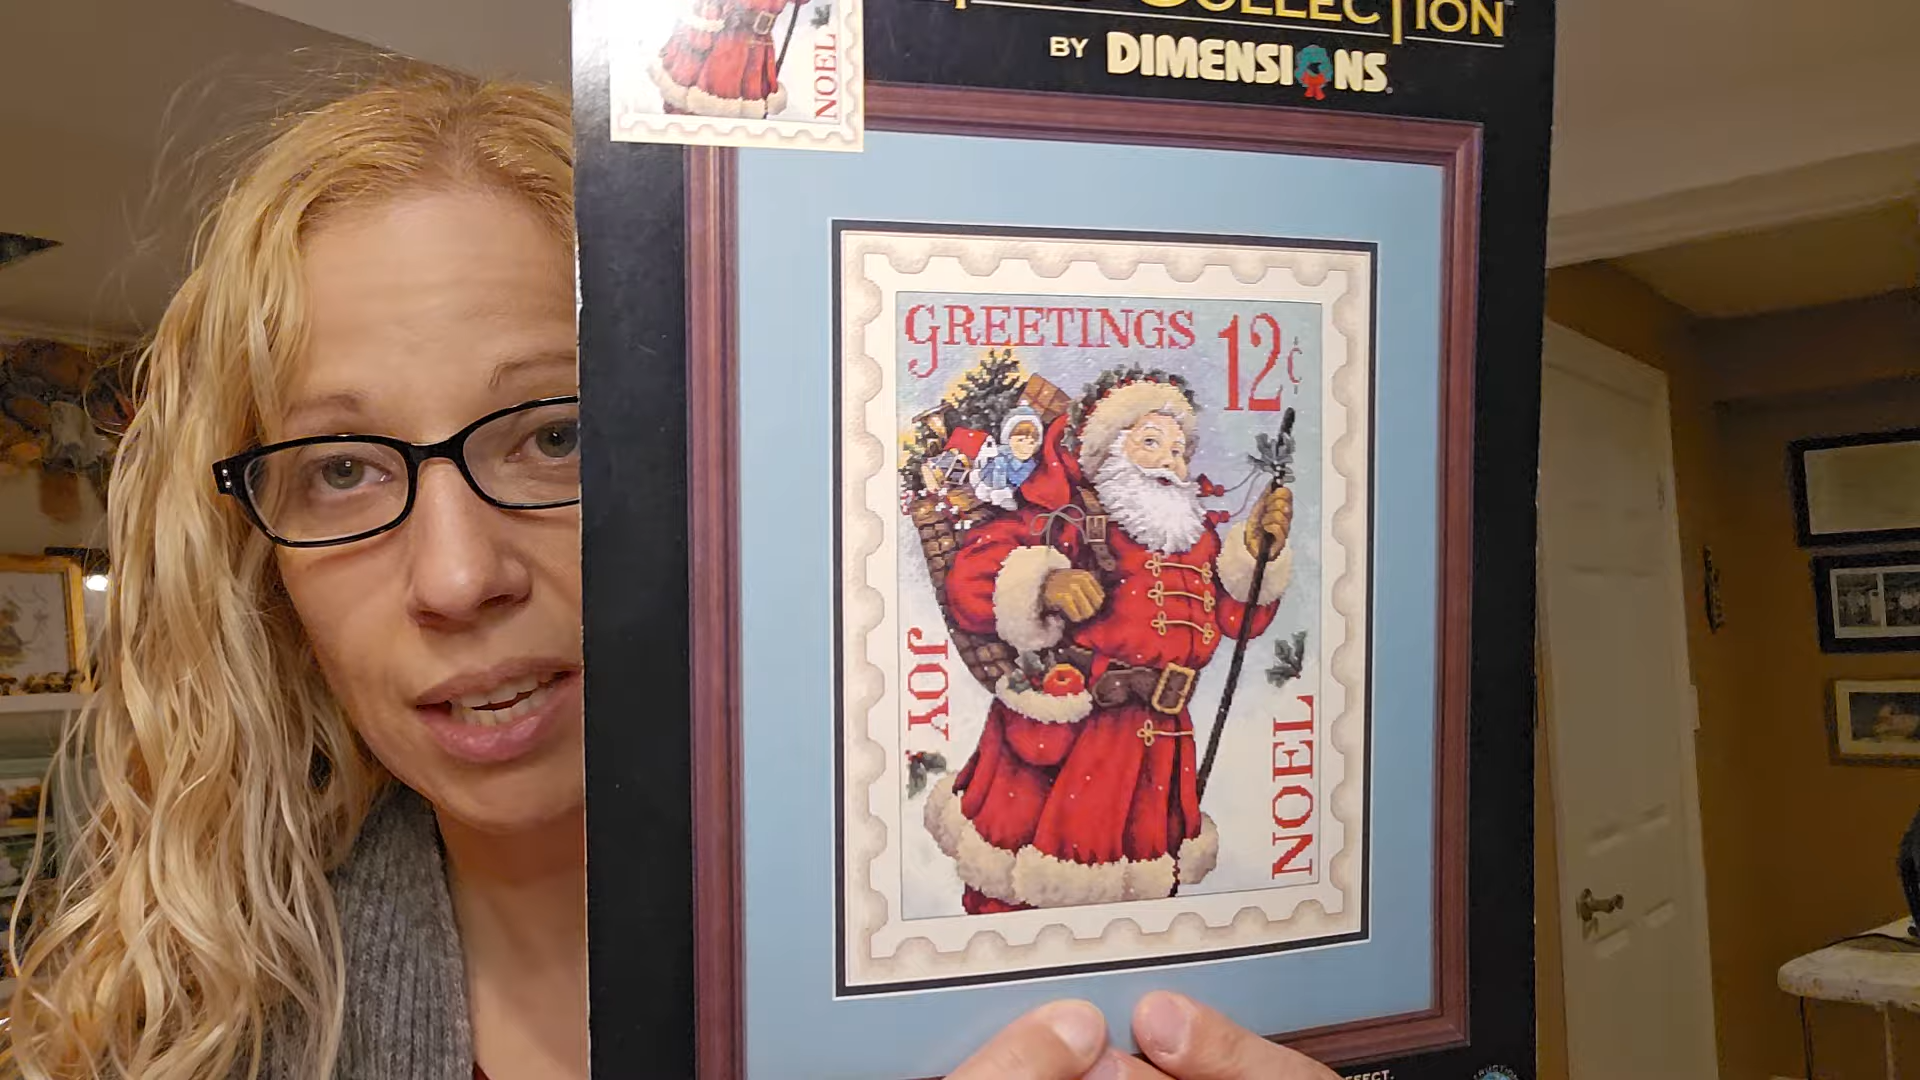 COLLECTION
BY DIMENSIONS
NOEL
GREETINGS 12¢
JOY
NOEL